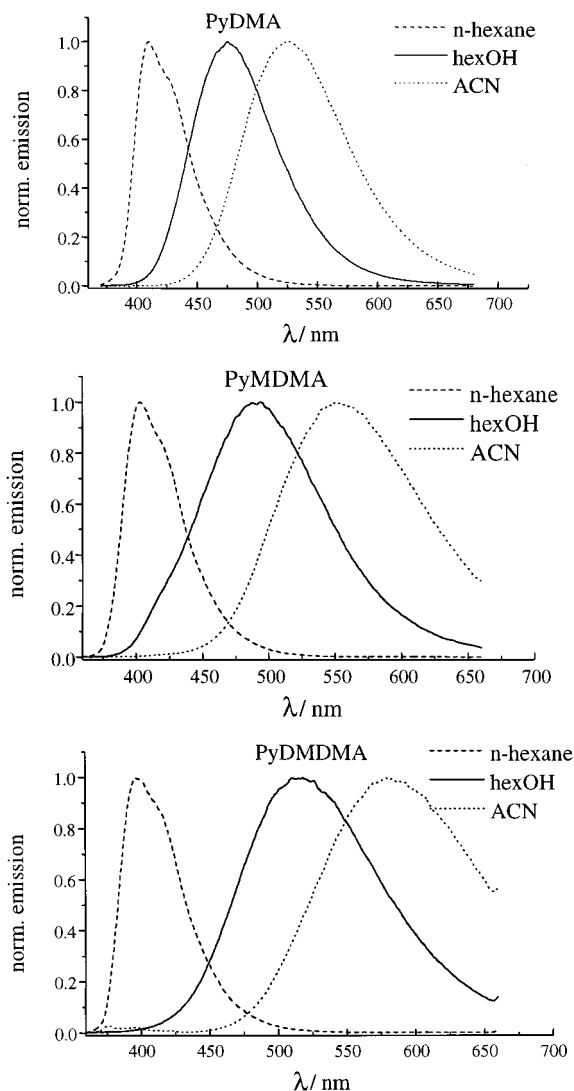 PyDMA
n-hexane
hexOH
ACN
1.0
0.8
0.6
0.4
0.2
0.0
norm. emission
400 450 500 550 600 650 700
λ/ nm
PyMDMA
n-hexane
hexOH
ACN
1.0
0.8
0.6
0.4
0.2
0.0
norm. emission
400 450 500 550 600 650 700
λ/ nm
PyDMDMA
n-hexane
hexOH
ACN
1.0
0.8
0.6
0.4
0.2
0.0
norm. emission
400 450 500 550 600 650 700
λ/ nm